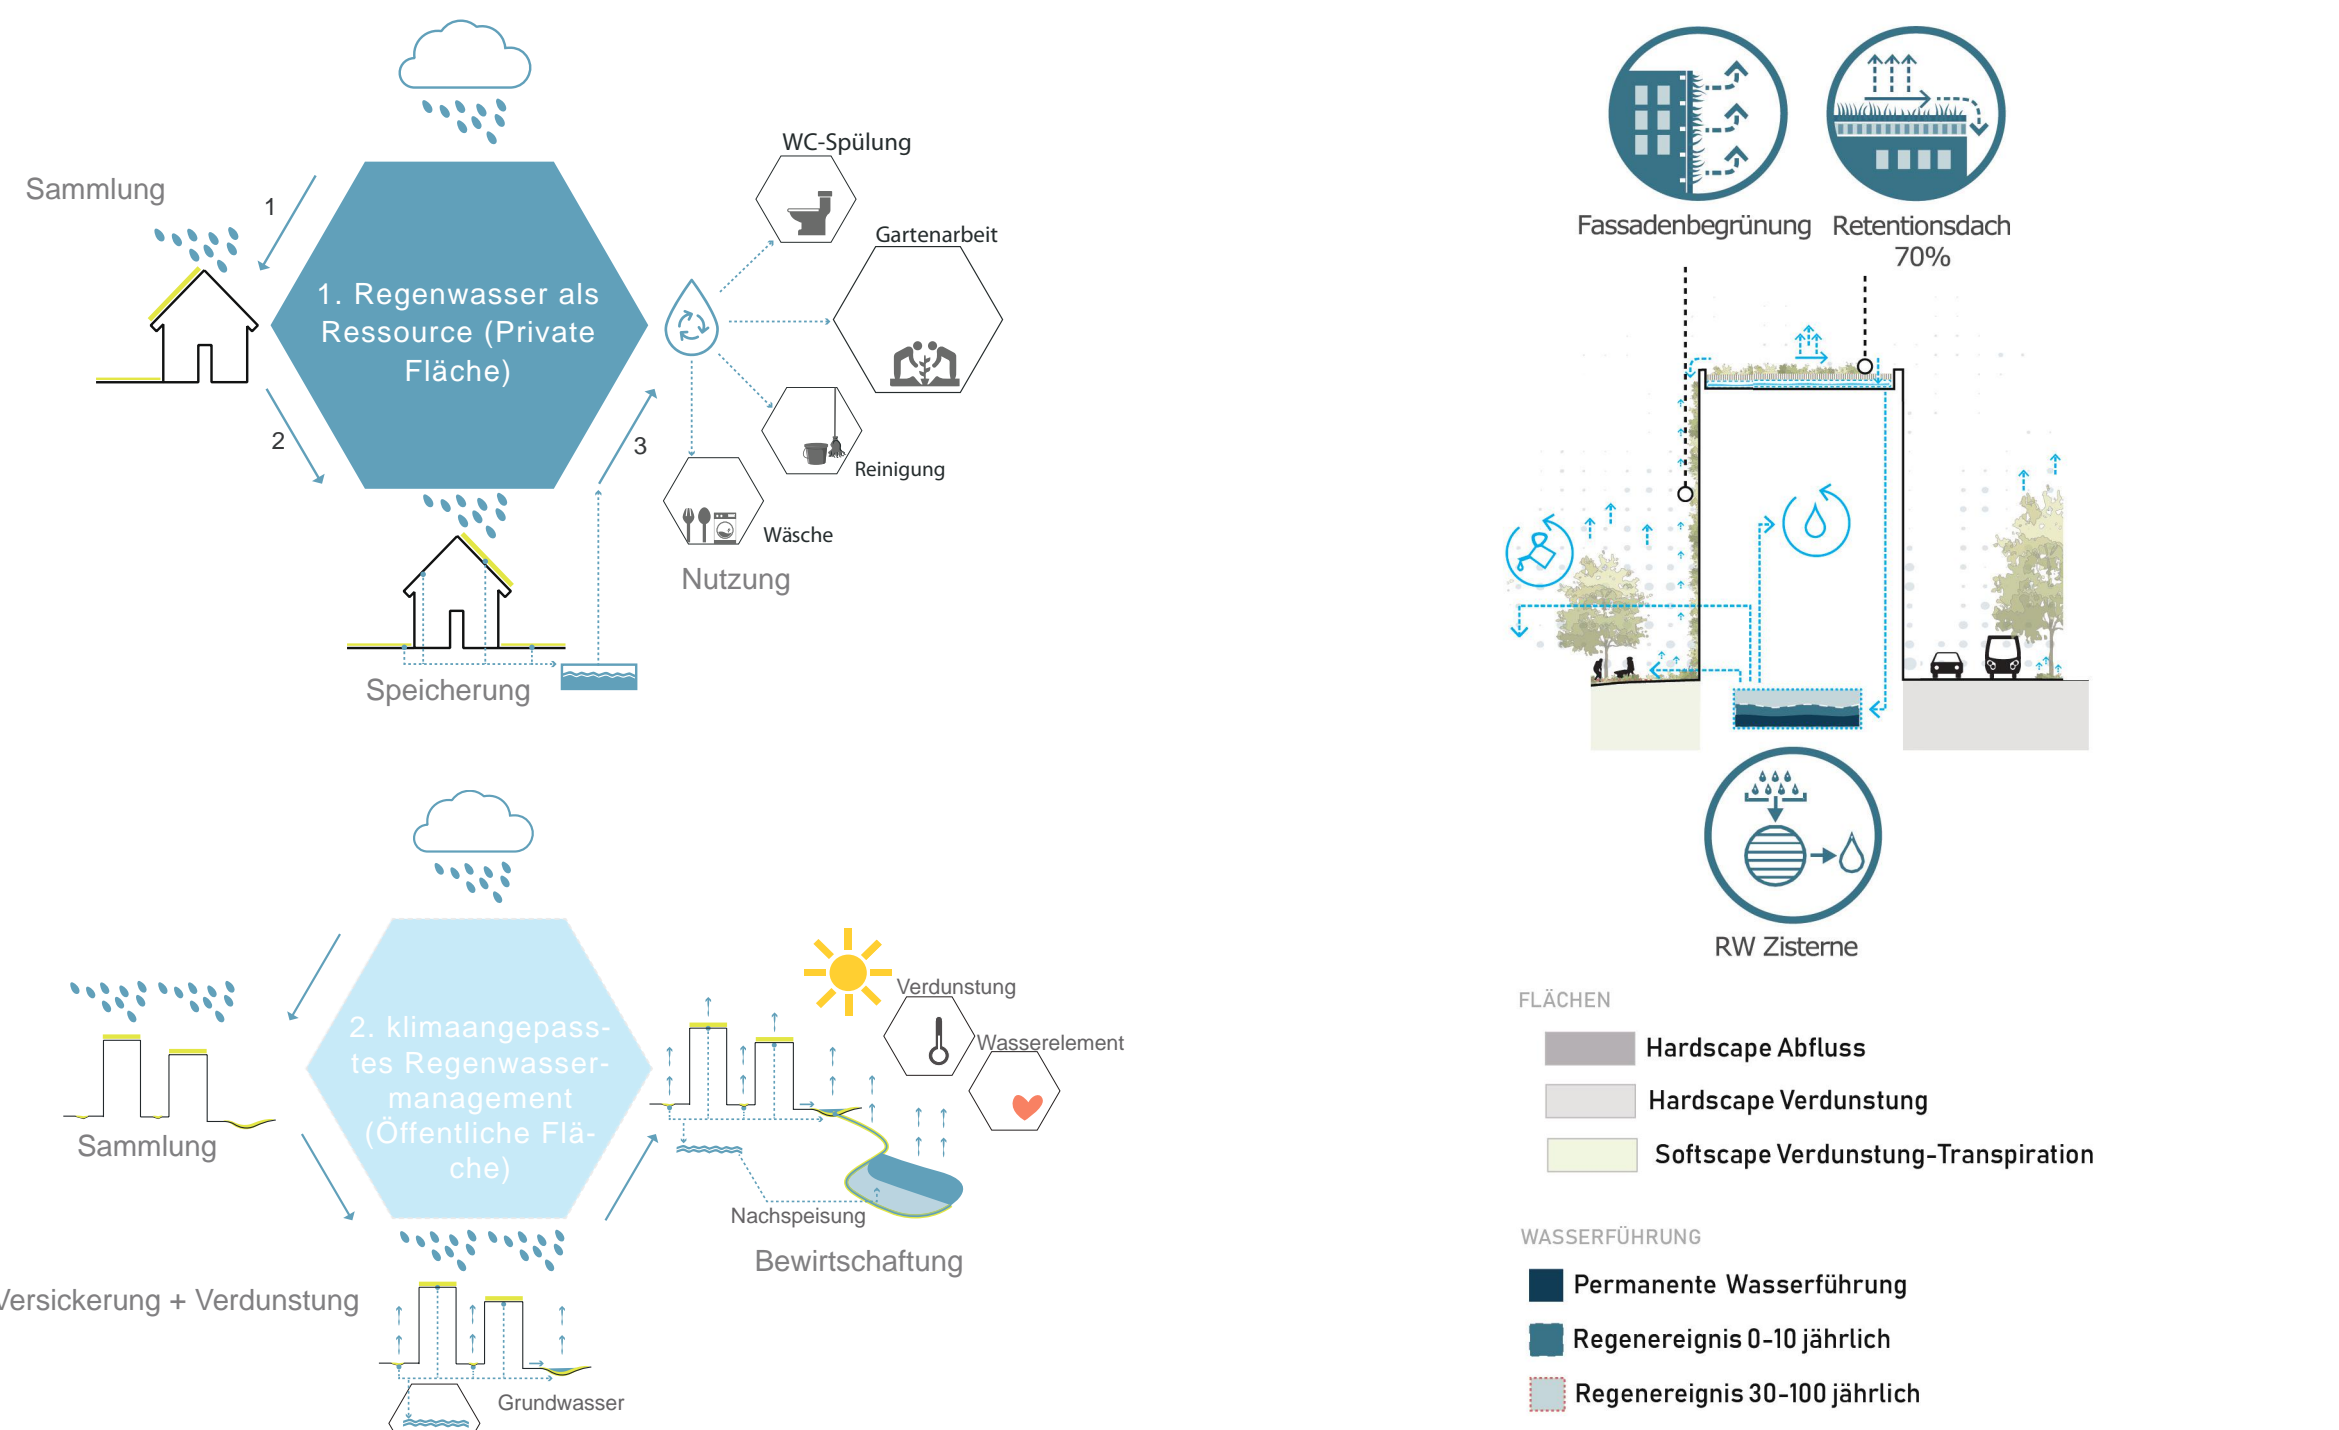 Sammlung
1
1. Regenwasser als
Ressource (Private
Fläche)
2
3
WC-Spülung
Gartenarbeit
Reinigung
Wäsche
Nutzung
Speicherung
2. klimaangepass-
tes Regenwasser-
management
(Öffentliche Flä-
che)
Sammlung
Verdunstung
Wasserelement
Nachspeisung
Bewirtschaftung
Versickerung + Verdunstung
Grundwasser
Fassadenbegrünung
Retentionsdach
70%
RW Zisterne
FLÄCHEN
Hardscape Abfluss
Hardscape Verdunstung
Softscape Verdunstung-Transpiration
WASSERFÜHRUNG
Permanente Wasserführung
Regenereignis 0-10 jährlich
Regenereignis 30-100 jährlich